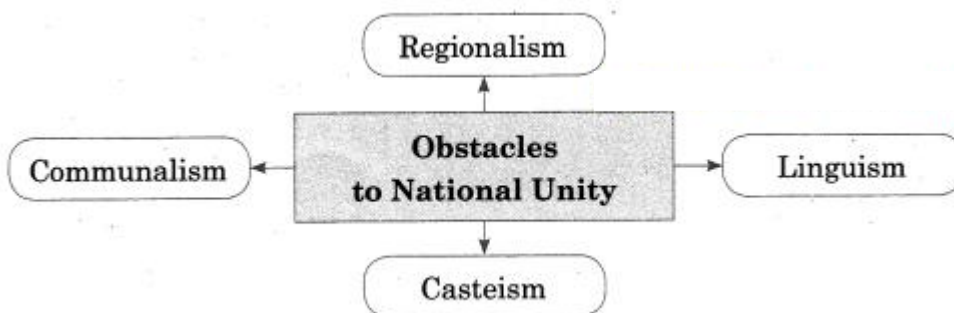 Regionalism
Obstacles
to National Unity
Communalism
Linguism
Casteism